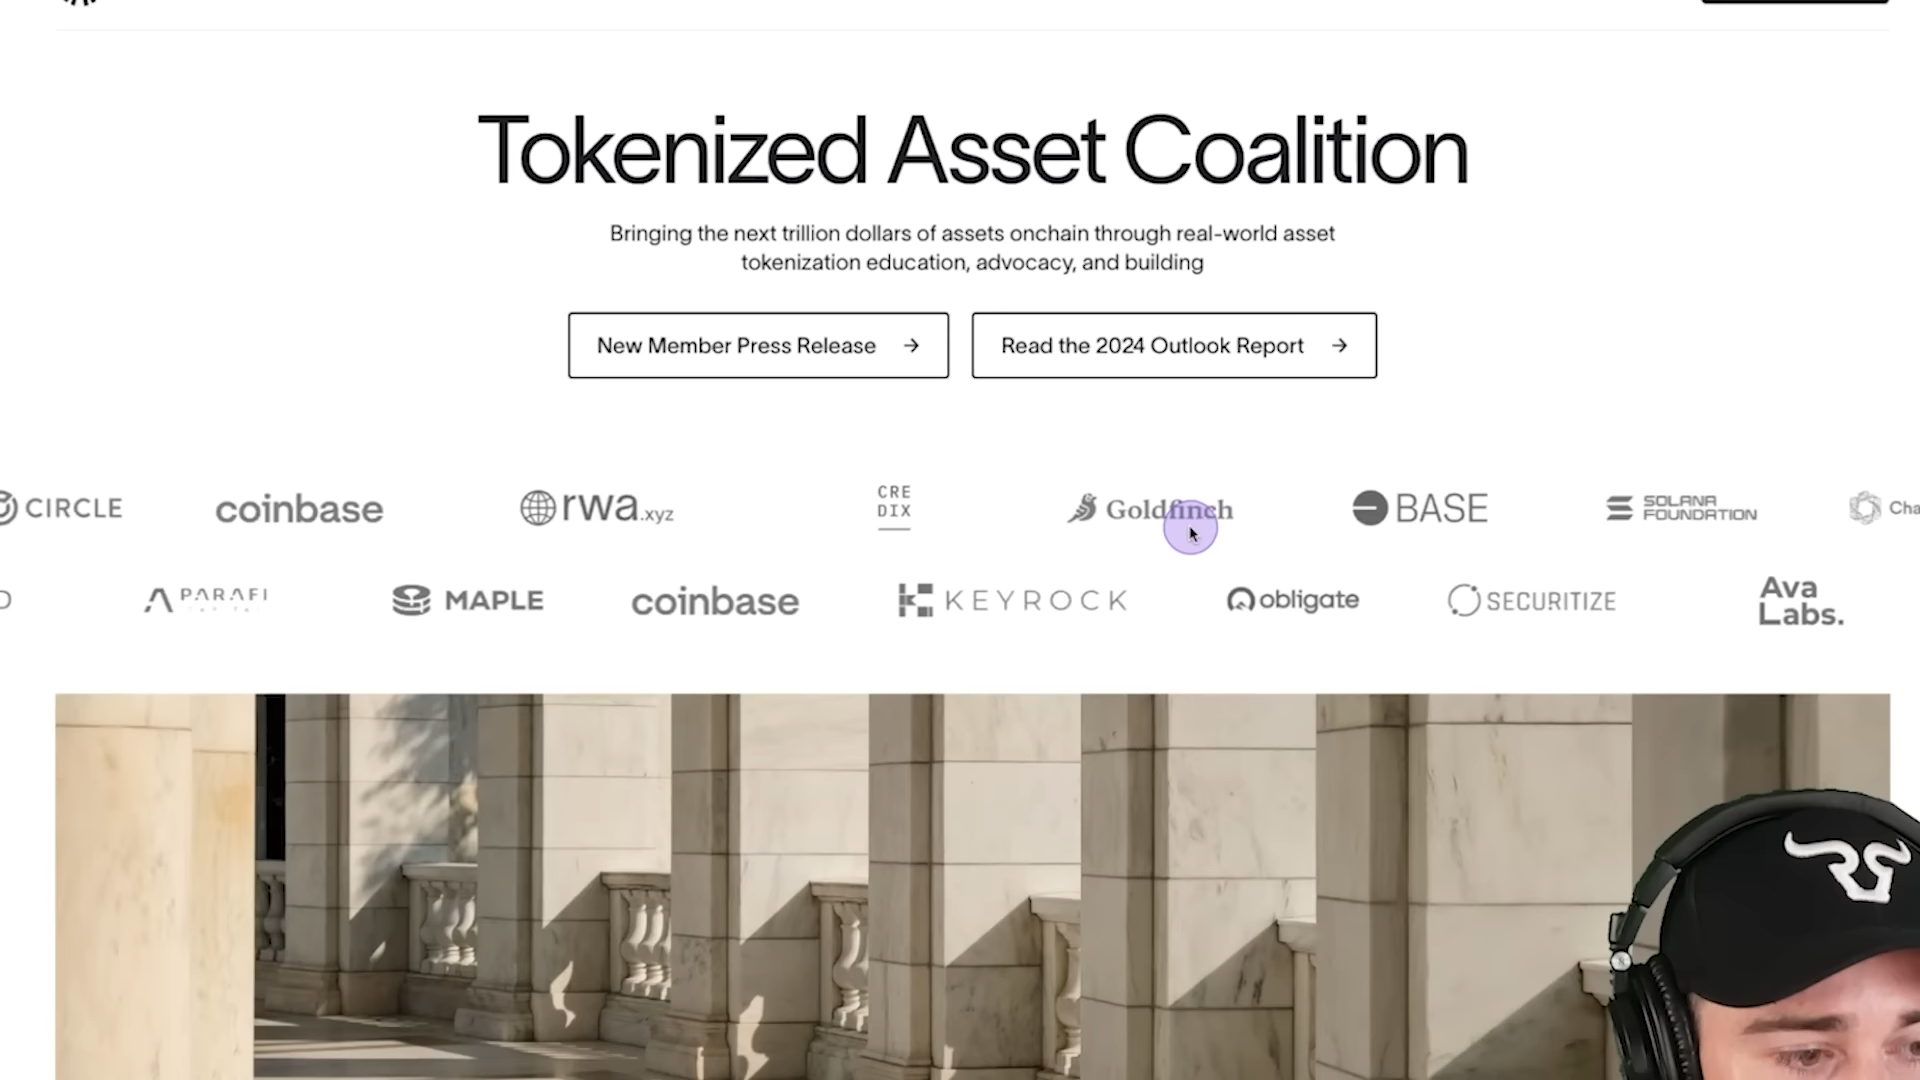 Tokenized Asset Coalition
Bringing the next trillion dollars of assets onchain through real-world asset
tokenization education, advocacy, and building
New Member Press Release →
Read the 2024 Outlook Report →
CIRCLE
coinbase
rwa.xyz
CRE
DIX
Goldfinch
BASE
SOLANA
FOUNDATION
Cha
PARAFI
MAPLE
coinbase
KEYROCK
obligate
SECURITIZE
Ava
Labs.